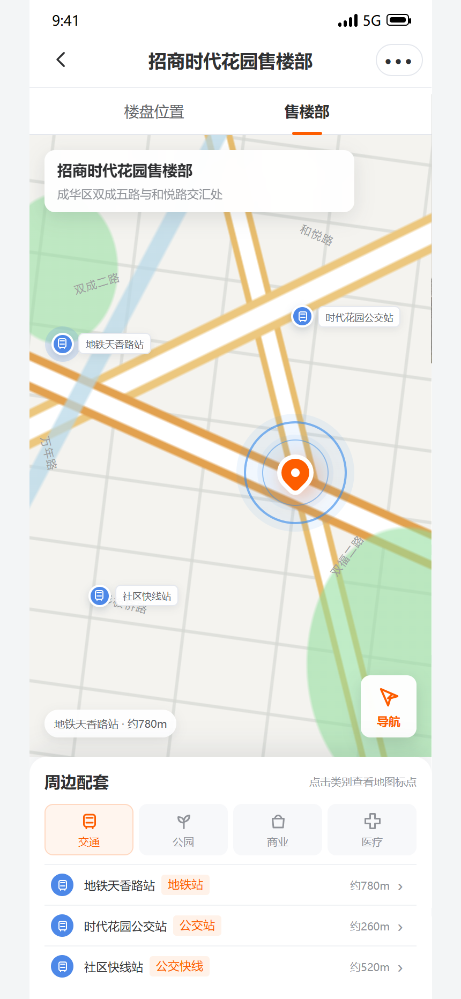 9:41
5G
招商时代花园售楼部
楼盘位置
售楼部
招商时代花园售楼部
成华区双成五路与和悦路交汇处
和悦路
双成二路
时代花园公交站
地铁天香路站
万年路
双福二路
社区快线站
地铁天香路站 · 约780m
导航
周边配套
点击类别查看地图标点
交通
公园
商业
医疗
地铁天香路站 地铁站 约780m ›
时代花园公交站 公交站 约260m ›
社区快线站 公交快线 约520m ›